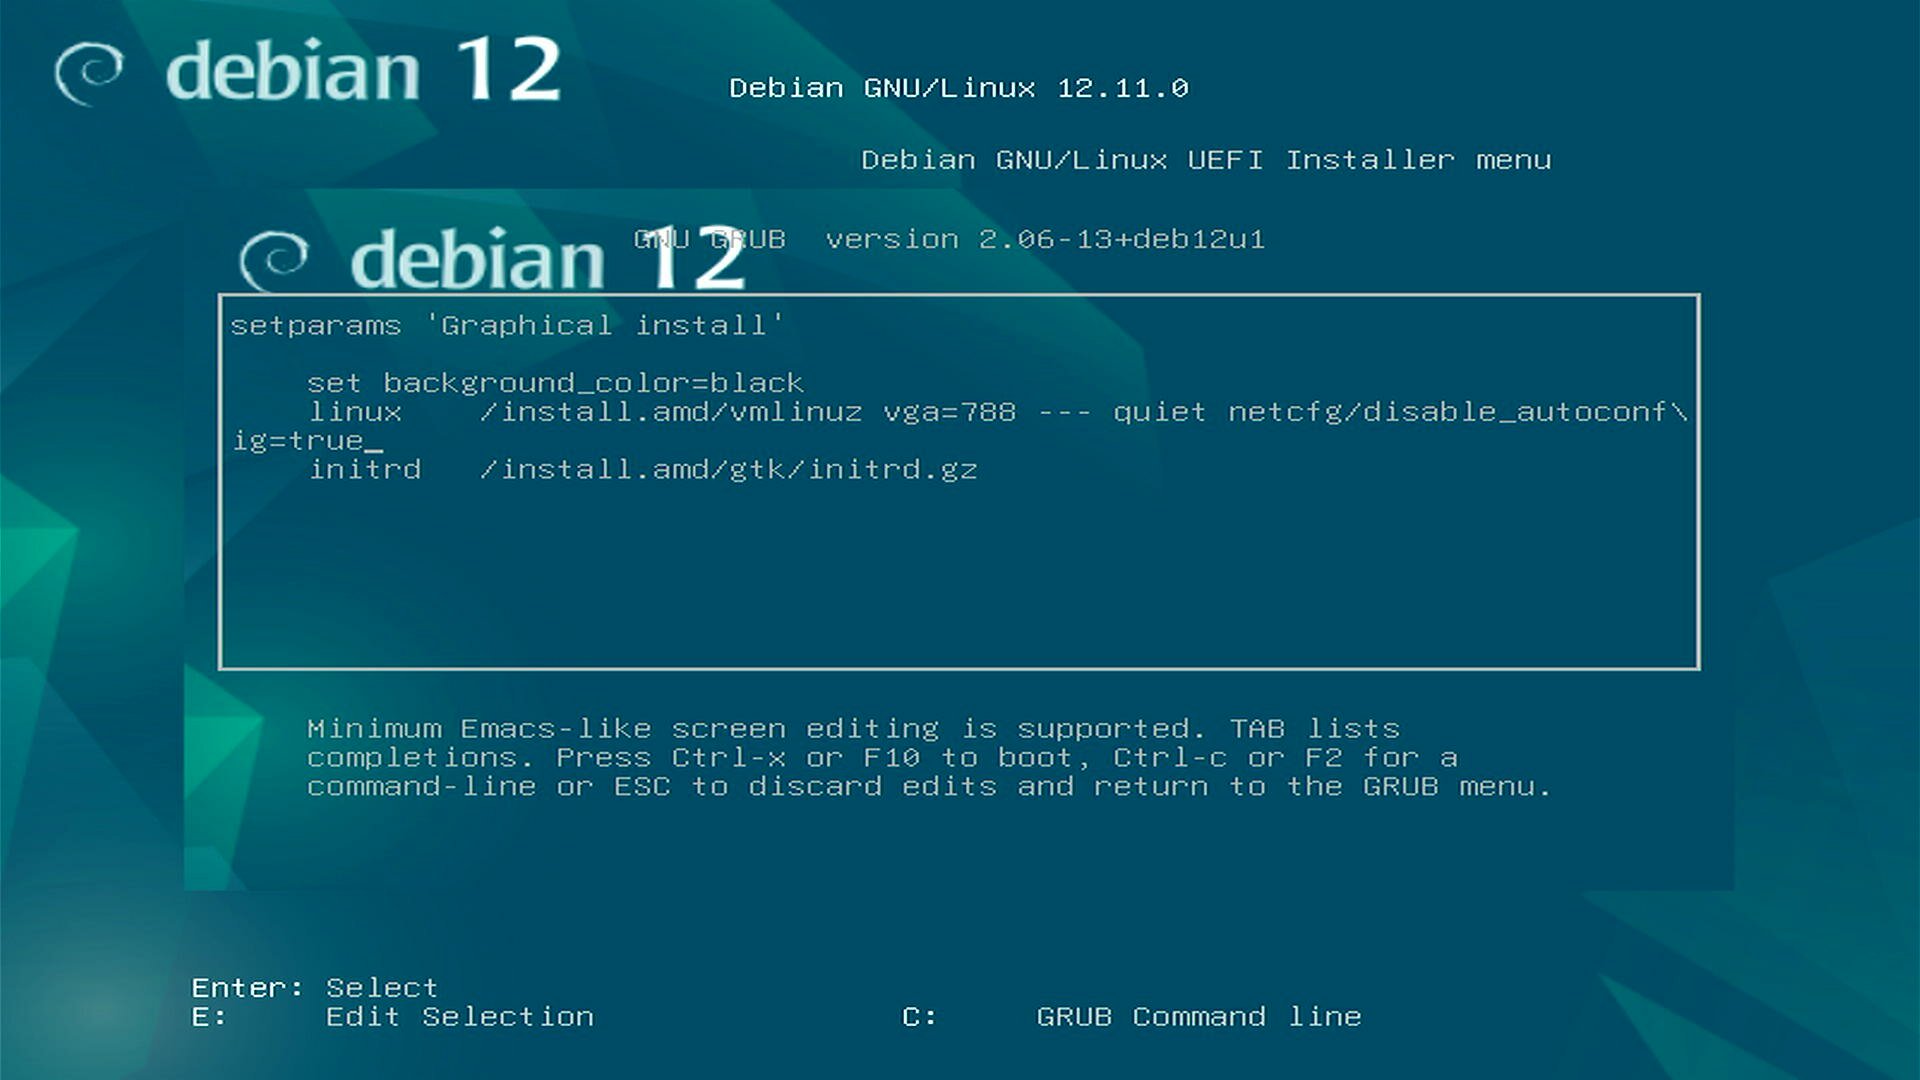 debian 12
Debian GNU/Linux 12.11.0
Debian GNU/Linux UEFI Installer menu
debian 12
GNU GRUB  version 2.06-13+deb12u1
setparams 'Graphical install'
set background_color=black
linux    /install.amd/vmlinuz vga=788 --- quiet netcfg/disable_autoconf\
ig=true_
initrd   /install.amd/gtk/initrd.gz
Minimum Emacs-like screen editing is supported. TAB lists
completions. Press Ctrl-x or F10 to boot, Ctrl-c or F2 for a
command-line or ESC to discard edits and return to the GRUB menu.
Enter: Select
E:     Edit Selection     C:     GRUB Command line